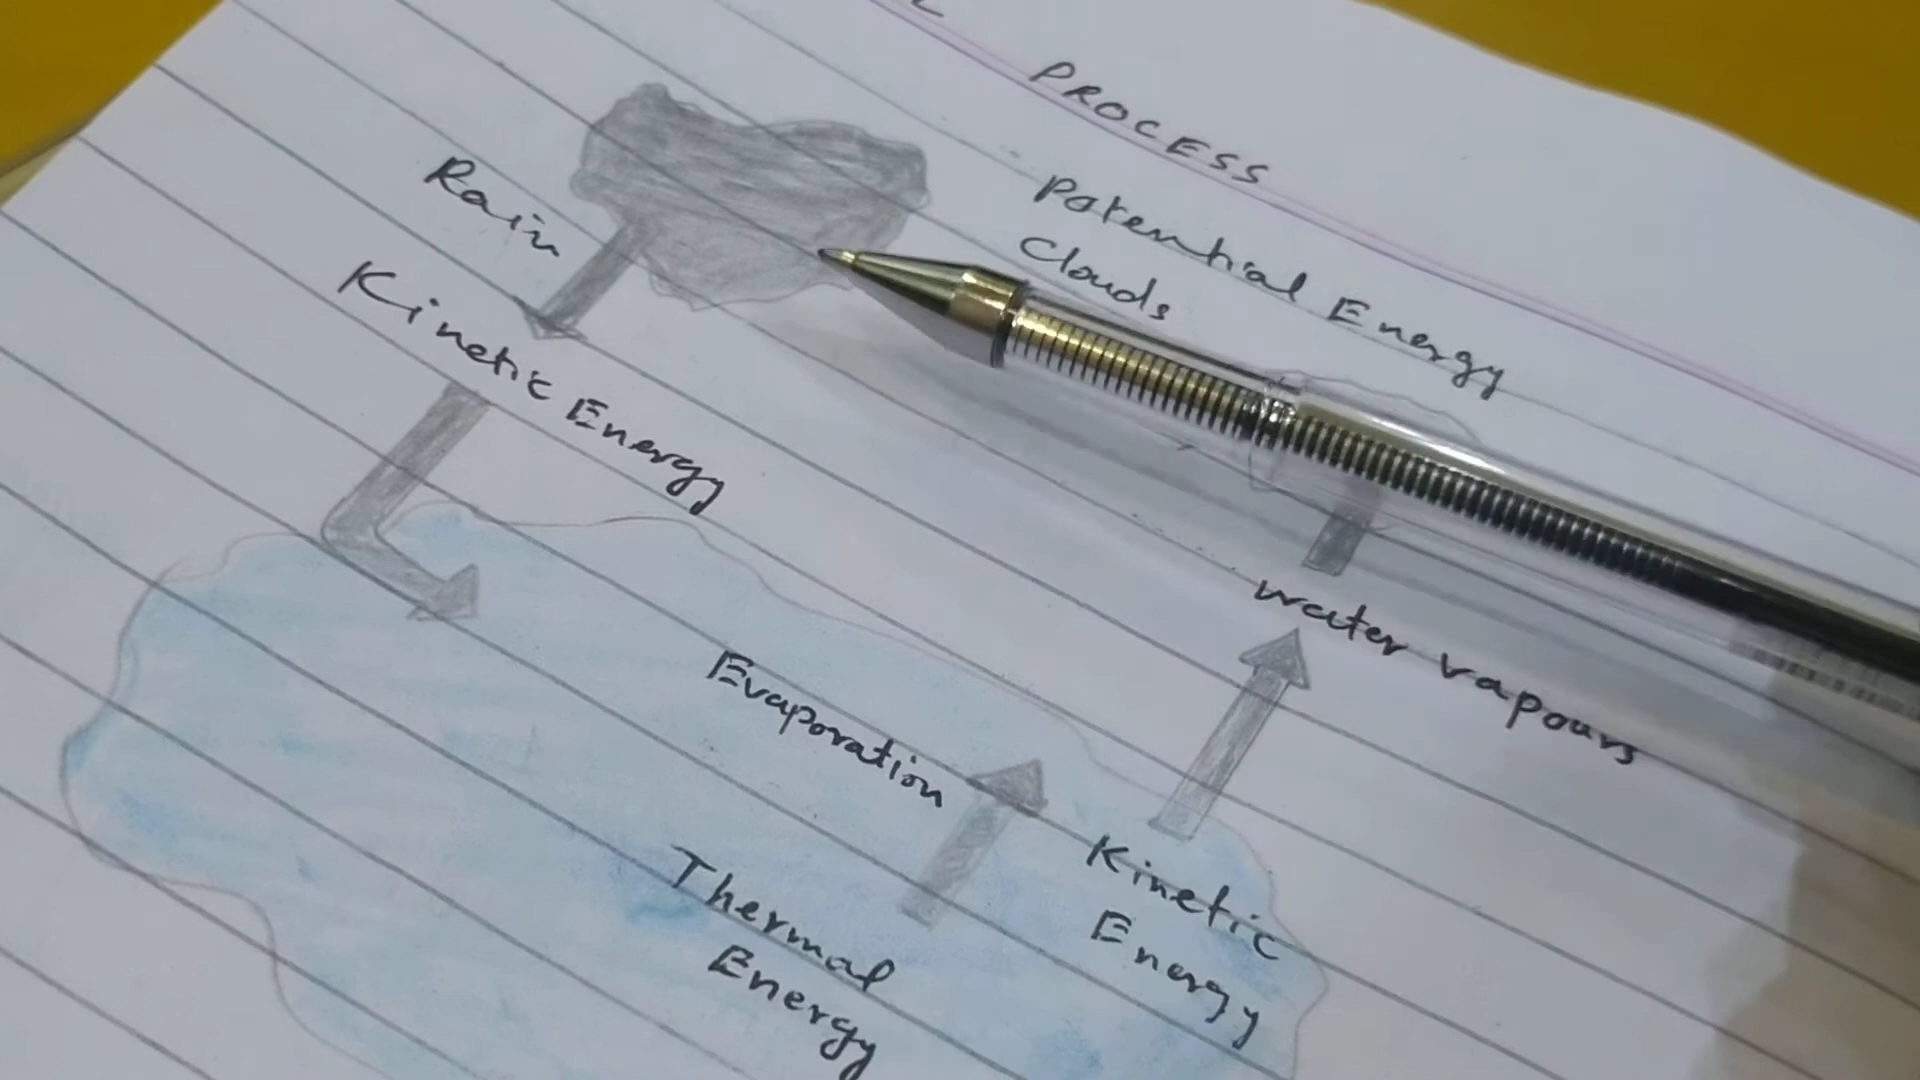 PROCESS
Potential Energy
Clouds
Rain
Kinetic Energy
water vapours
Evaporation
Kinetic
Energy
Thermal
Energy